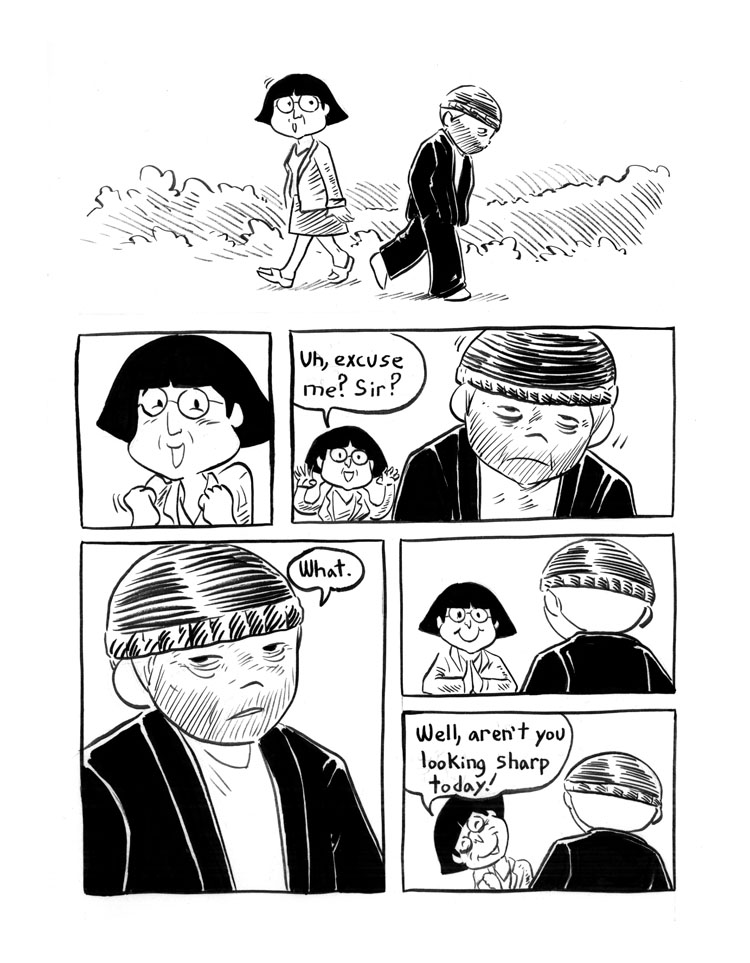 Uh, excuse
me? Sir?
What.
Well, aren't you
looking sharp
today!